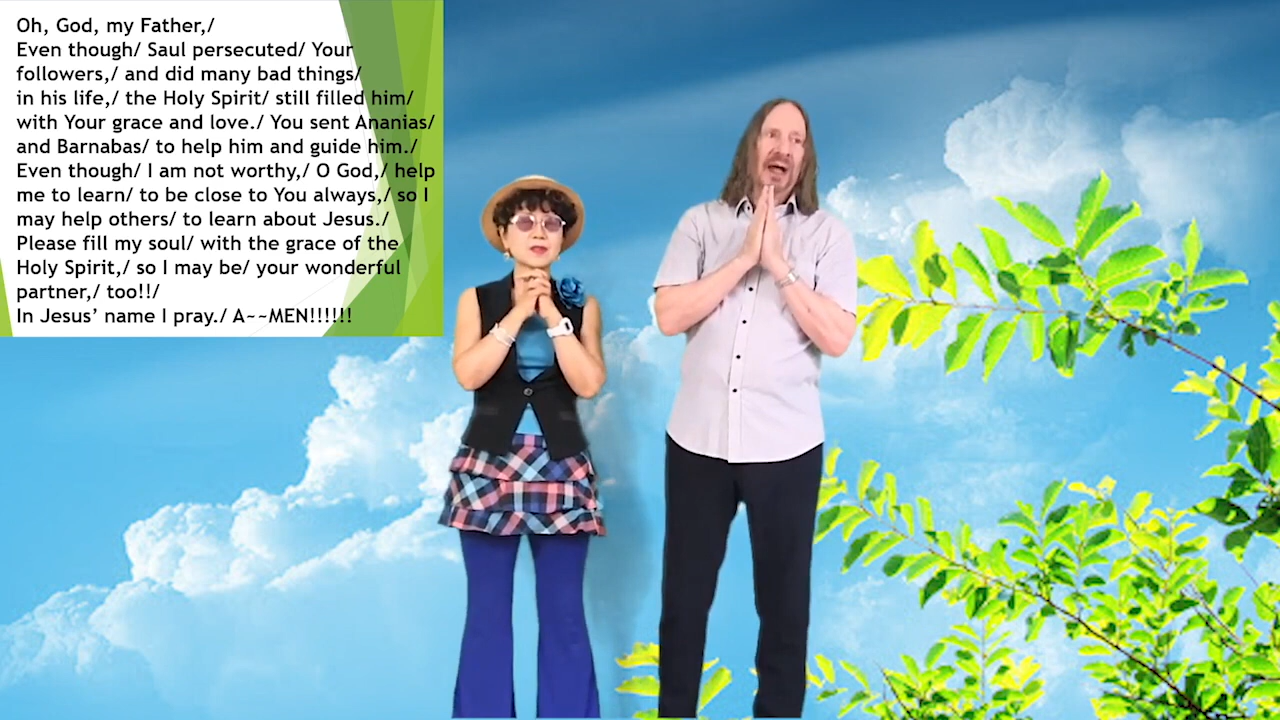 Oh, God, my Father,/
Even though/ Saul persecuted/ Your
followers,/ and did many bad things/
in his life,/ the Holy Spirit/ still filled him/
with Your grace and love./ You sent Ananias/
and Barnabas/ to help him and guide him./
Even though/ I am not worthy,/ O God,/ help
me to learn/ to be close to You always,/ so I
may help others/ to learn about Jesus./
Please fill my soul/ with the grace of the
Holy Spirit,/ so I may be/ your wonderful
partner,/ too!!/
In Jesus’ name I pray./ A~~MEN!!!!!!